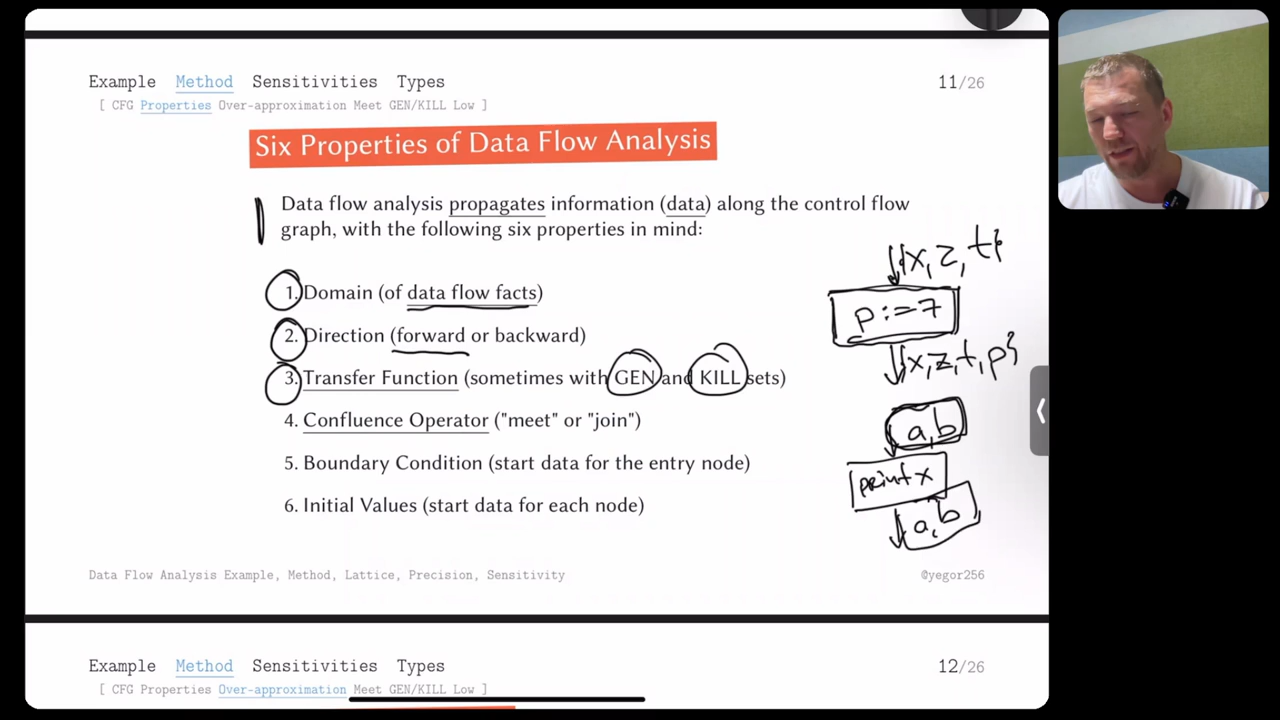 Example Method Sensitivities Types 11/26
[ CFG Properties Over-approximation Meet GEN/KILL Low ]
Six Properties of Data Flow Analysis
Data flow analysis propagates information (data) along the control flow
graph, with the following six properties in mind:
1. Domain (of data flow facts)
2. Direction (forward or backward)
3. Transfer Function (sometimes with GEN and KILL sets)
4. Confluence Operator ("meet" or "join")
5. Boundary Condition (start data for the entry node)
6. Initial Values (start data for each node)
{x, z, t}
p := 7
{x, z, t, p}
a, b
print x
a, b
Data Flow Analysis Example, Method, Lattice, Precision, Sensitivity @yegor256
Example Method Sensitivities Types 12/26
[ CFG Properties Over-approximation Meet GEN/KILL Low ]